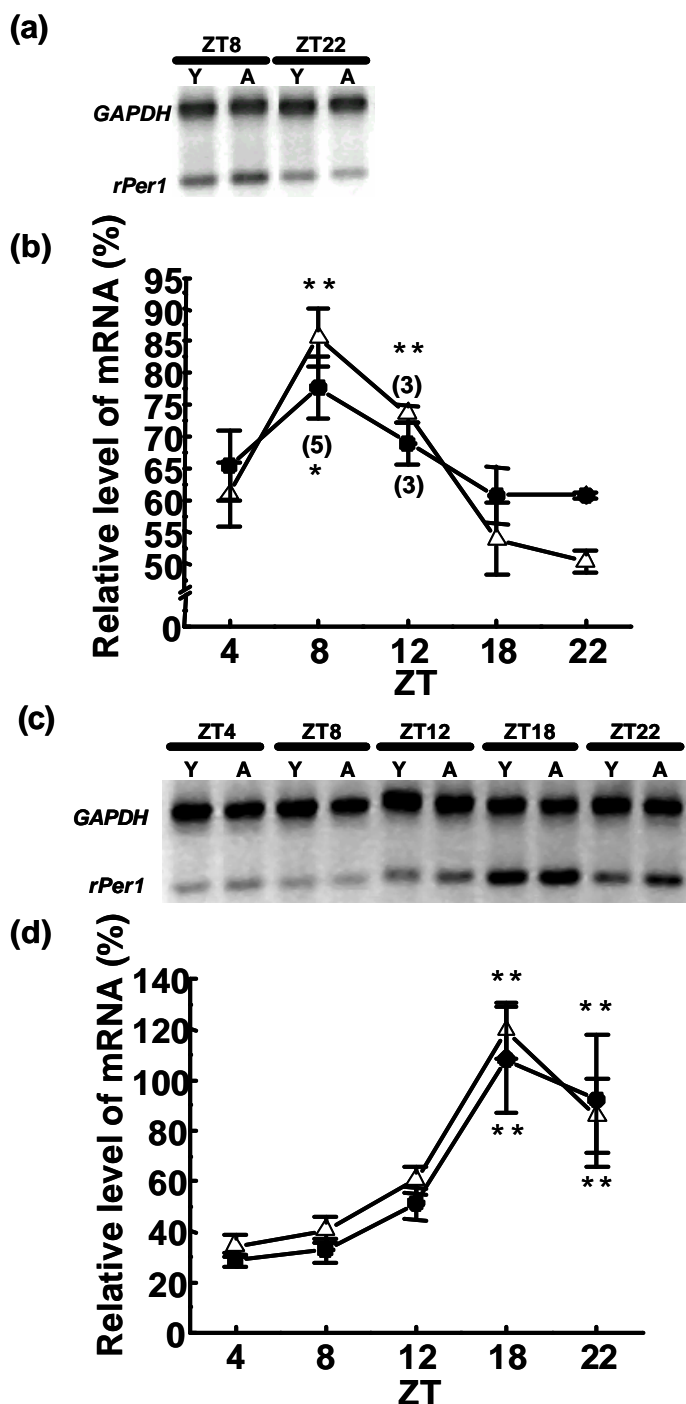 (a)
ZT8 ZT22
Y A Y A
GAPDH
rPer1
(b)
Relative level of mRNA (%)
95
90
85
80
75
70
65
60
55
50
0
** 
**
(3)
(5)
*
(3)
4 8 12 18 22
ZT
(c)
ZT4 ZT8 ZT12 ZT18 ZT22
Y A Y A Y A Y A Y A
GAPDH
rPer1
(d)
Relative level of mRNA (%)
140
120
100
80
60
40
20
0
**
**
**
**
4 8 12 18 22
ZT